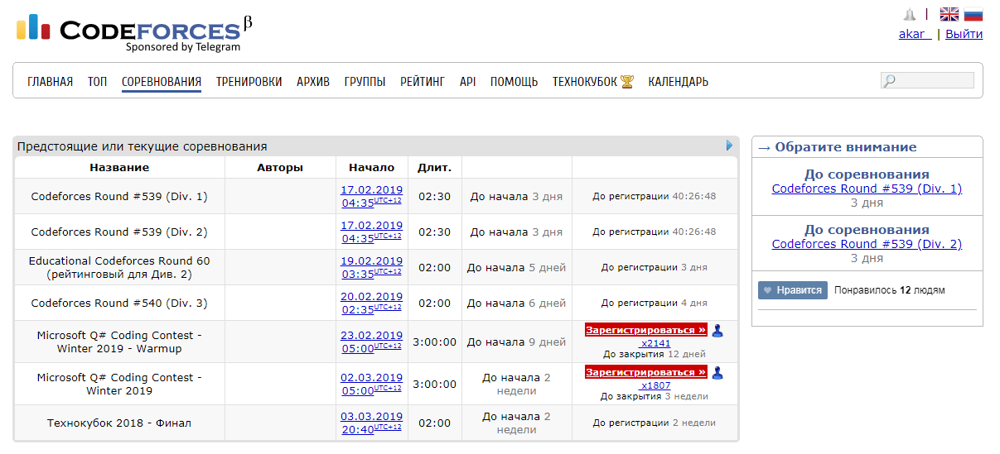 CODEFORCES β
Sponsored by Telegram
|
akar_ | Выйти
ГЛАВНАЯ ТОП СОРЕВНОВАНИЯ ТРЕНИРОВКИ АРХИВ ГРУППЫ РЕЙТИНГ API ПОМОЩЬ ТЕХНОКУБОК КАЛЕНДАРЬ
Предстоящие или текущие соревнования
Название Авторы Начало Длит.
Codeforces Round #539 (Div. 1)
17.02.2019
04:35UTC+12
02:30
До начала 3 дня
До регистрации 40:26:48
Codeforces Round #539 (Div. 2)
17.02.2019
04:35UTC+12
02:30
До начала 3 дня
До регистрации 40:26:48
Educational Codeforces Round 60
(рейтинговый для Див. 2)
19.02.2019
03:35UTC+12
02:00
До начала 5 дней
До регистрации 3 дня
Codeforces Round #540 (Div. 3)
20.02.2019
02:35UTC+12
02:00
До начала 6 дней
До регистрации 4 дня
Microsoft Q# Coding Contest -
Winter 2019 - Warmup
23.02.2019
05:00UTC+12
3:00:00
До начала 9 дней
Зарегистрироваться »
x2141
До закрытия 12 дней
Microsoft Q# Coding Contest -
Winter 2019
02.03.2019
05:00UTC+12
3:00:00
До начала 2
недели
Зарегистрироваться »
x1807
До закрытия 3 недели
Технокубок 2018 - Финал
03.03.2019
20:40UTC+12
02:00
До начала 2
недели
До регистрации 2 недели
→ Обратите внимание
До соревнования
Codeforces Round #539 (Div. 1)
3 дня
До соревнования
Codeforces Round #539 (Div. 2)
3 дня
Нравится Понравилось 12 людям